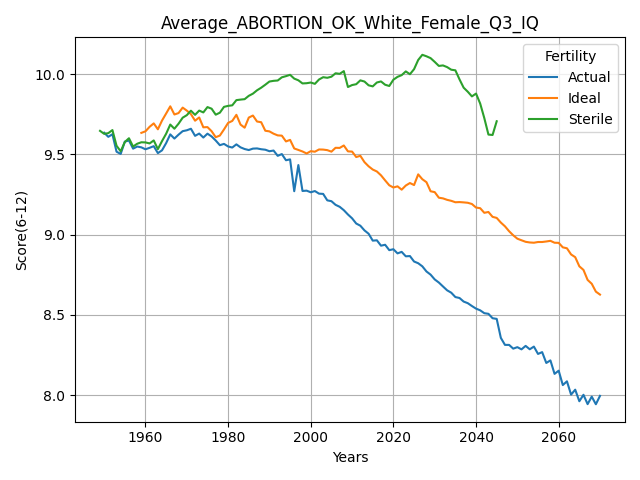 Average_ABORTION_OK_White_Female_Q3_IQ
Score(6-12)
10.0
9.5
9.0
8.5
8.0
1960 1980 2000 2020 2040 2060
Years
Fertility
Actual
Ideal
Sterile